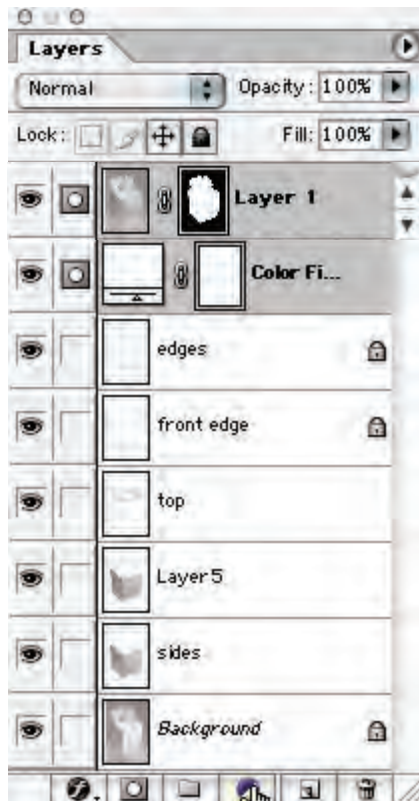 Layers
Normal Opacity: 100%
Lock: Fill: 100%
Layer 1
Color Fi...
edges
front edge
top
Layer 5
sides
Background